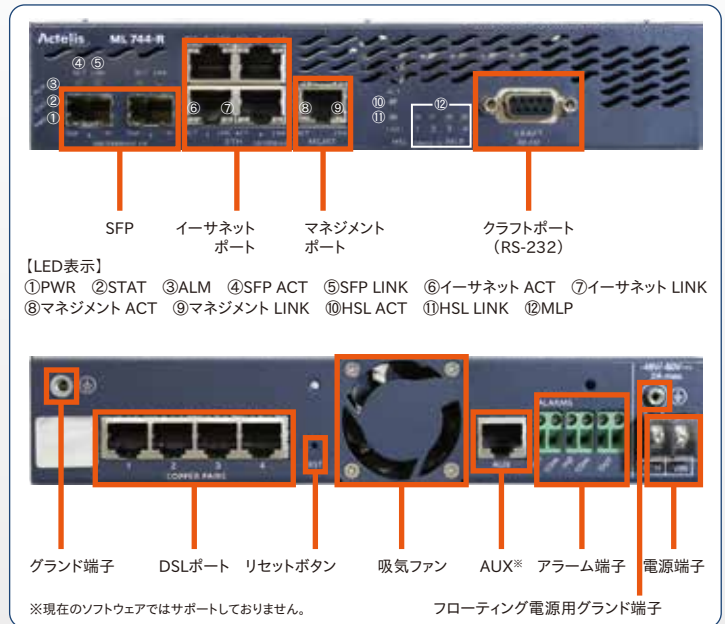 Actelis ML 744-R
④ ⑤
③
②
①
⑥ ⑦
⑧ ⑨
⑩
⑪
⑫
ETH
MGMT
HSL
MLP
CRAFT
SFP
イーサネット
ポート
マネジメント
ポート
クラフトポート
(RS-232)
【LED表示】
①PWR ②STAT ③ALM ④SFP ACT ⑤SFP LINK ⑥イーサネット ACT ⑦イーサネット LINK
⑧マネジメント ACT ⑨マネジメント LINK ⑩HSL ACT ⑪HSL LINK ⑫MLP
ALARMS
1 2 3 4
COPPER PAIRS
RST
AUX
グランド端子
DSLポート
リセットボタン
吸気ファン
AUX※
アラーム端子
電源端子
※現在のソフトウェアではサポートしておりません。
フローティング電源用グランド端子